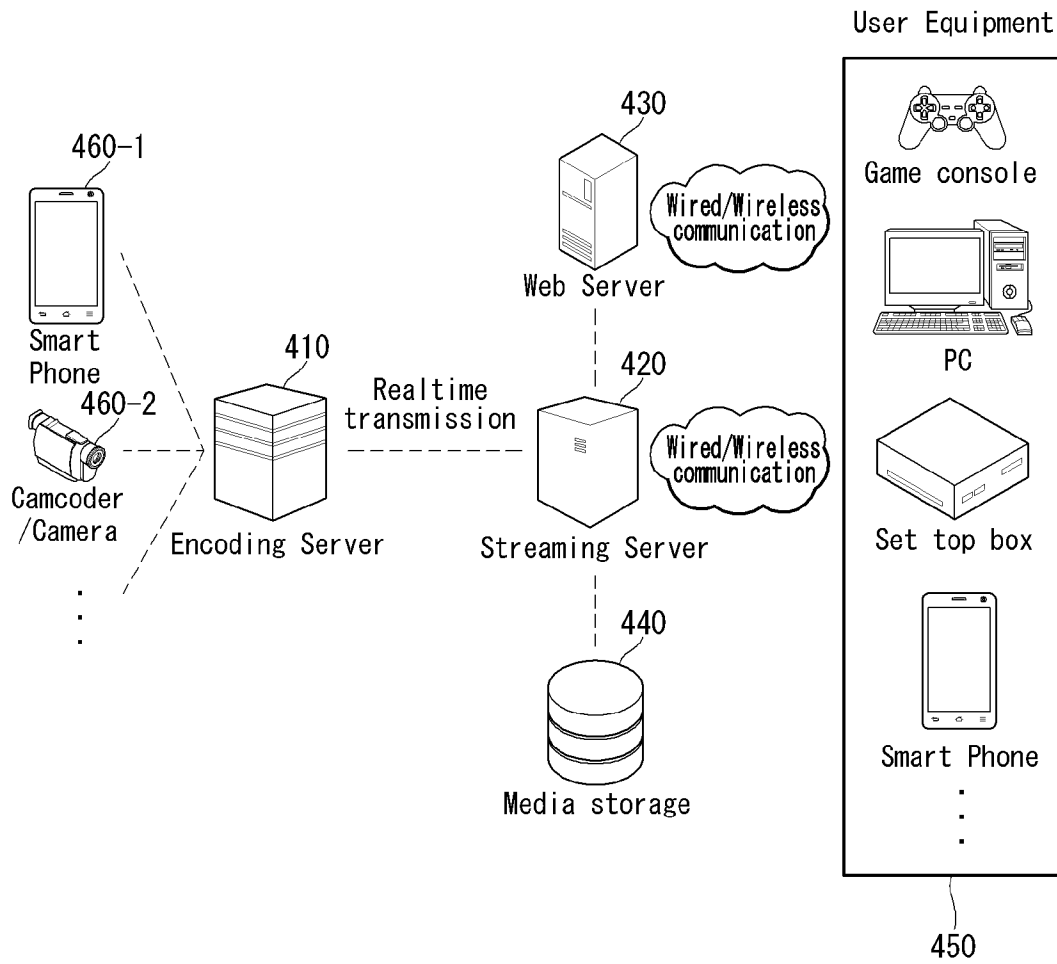 User Equipment
430
460-1
Game console
Wired/Wireless
communication
Web Server
Smart
Phone
410
420
PC
460-2
Realtime
transmission
Wired/Wireless
communication
Camcoder
/Camera
Encoding Server
Streaming Server
Set top box
440
Smart Phone
Media storage
450